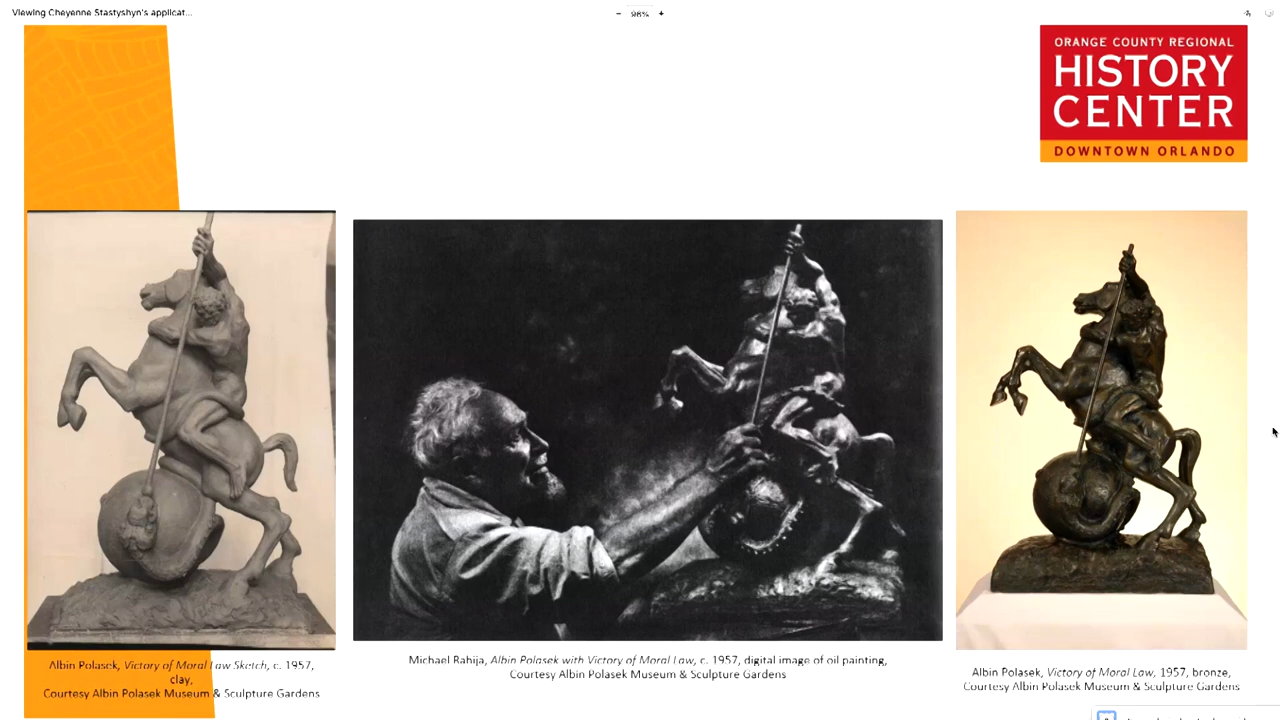 Viewing Cheyenne Stastyshyn's applicat...
− 96% +
ORANGE COUNTY REGIONAL
HISTORY
CENTER
DOWNTOWN ORLANDO
Albin Polasek, Victory of Moral Law Sketch, c. 1957,
clay,
Courtesy Albin Polasek Museum & Sculpture Gardens
Michael Rahija, Albin Polasek with Victory of Moral Law, c. 1957, digital image of oil painting,
Courtesy Albin Polasek Museum & Sculpture Gardens
Albin Polasek, Victory of Moral Law, 1957, bronze,
Courtesy Albin Polasek Museum & Sculpture Gardens